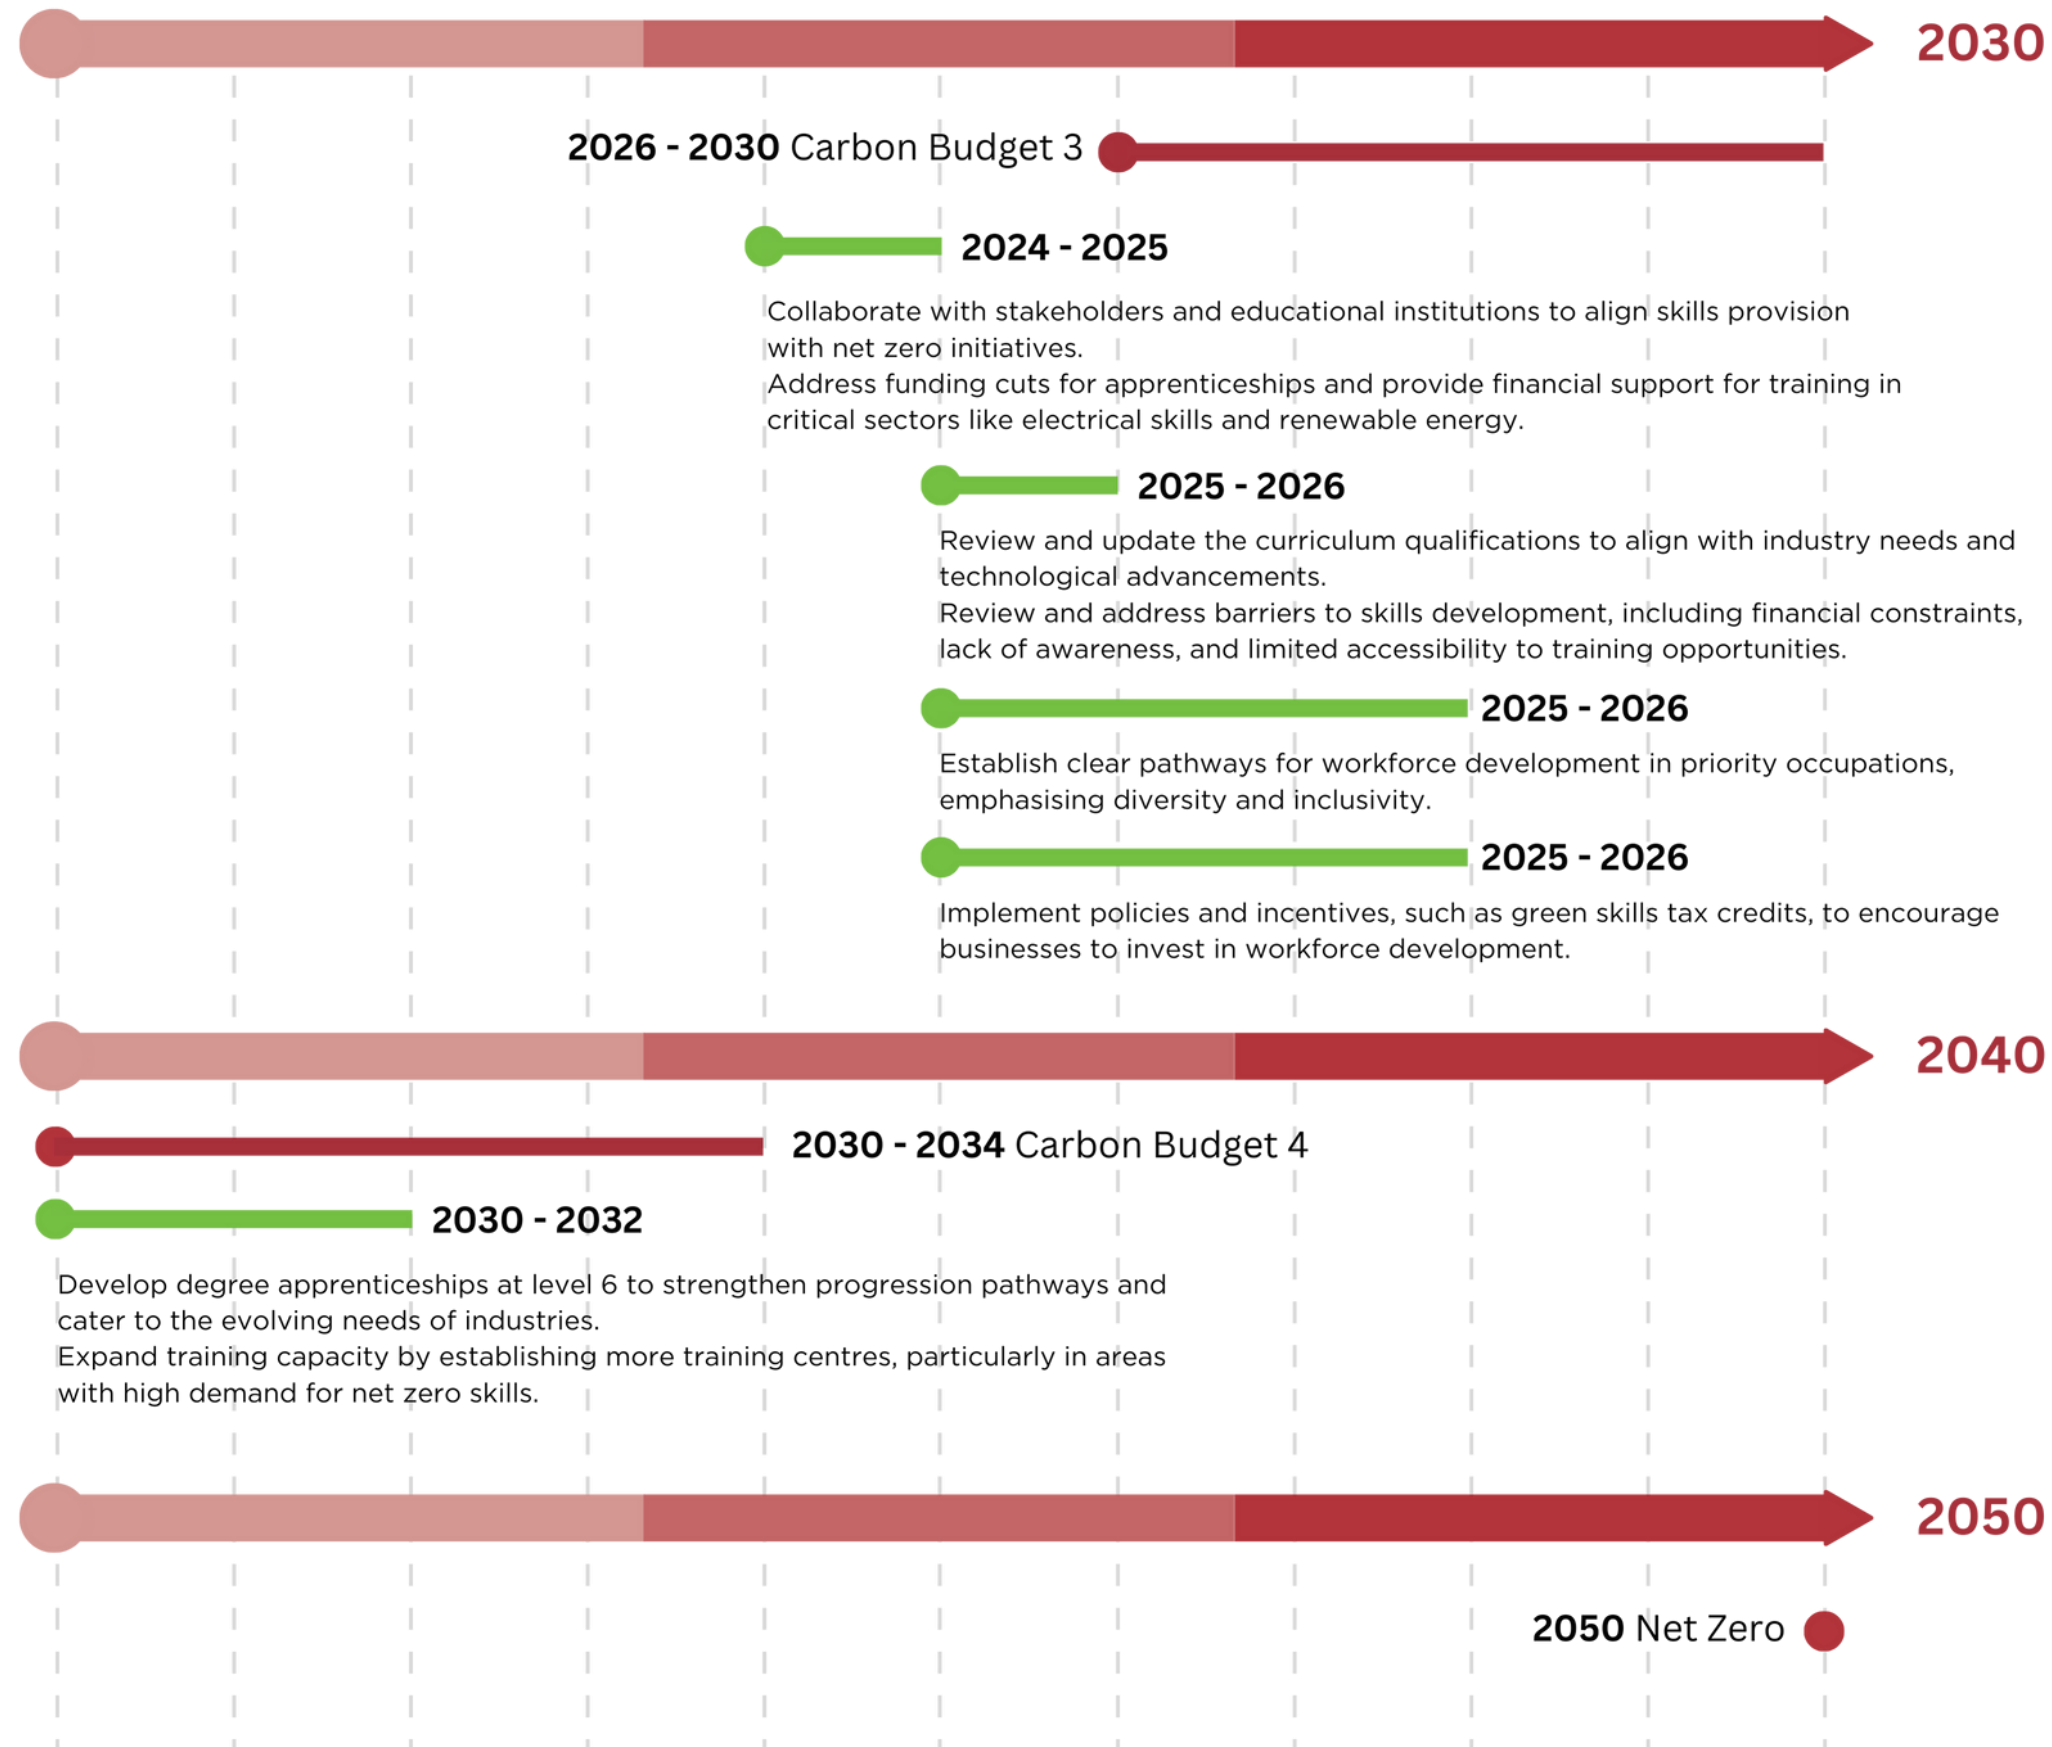 2030
2026 - 2030 Carbon Budget 3
2024 - 2025
Collaborate with stakeholders and educational institutions to align skills provision
with net zero initiatives.
Address funding cuts for apprenticeships and provide financial support for training in
critical sectors like electrical skills and renewable energy.
2025 - 2026
Review and update the curriculum qualifications to align with industry needs and
technological advancements.
Review and address barriers to skills development, including financial constraints,
lack of awareness, and limited accessibility to training opportunities.
2025 - 2026
Establish clear pathways for workforce development in priority occupations,
emphasising diversity and inclusivity.
2025 - 2026
Implement policies and incentives, such as green skills tax credits, to encourage
businesses to invest in workforce development.
2040
2030 - 2034 Carbon Budget 4
2030 - 2032
Develop degree apprenticeships at level 6 to strengthen progression pathways and
cater to the evolving needs of industries.
Expand training capacity by establishing more training centres, particularly in areas
with high demand for net zero skills.
2050
2050 Net Zero